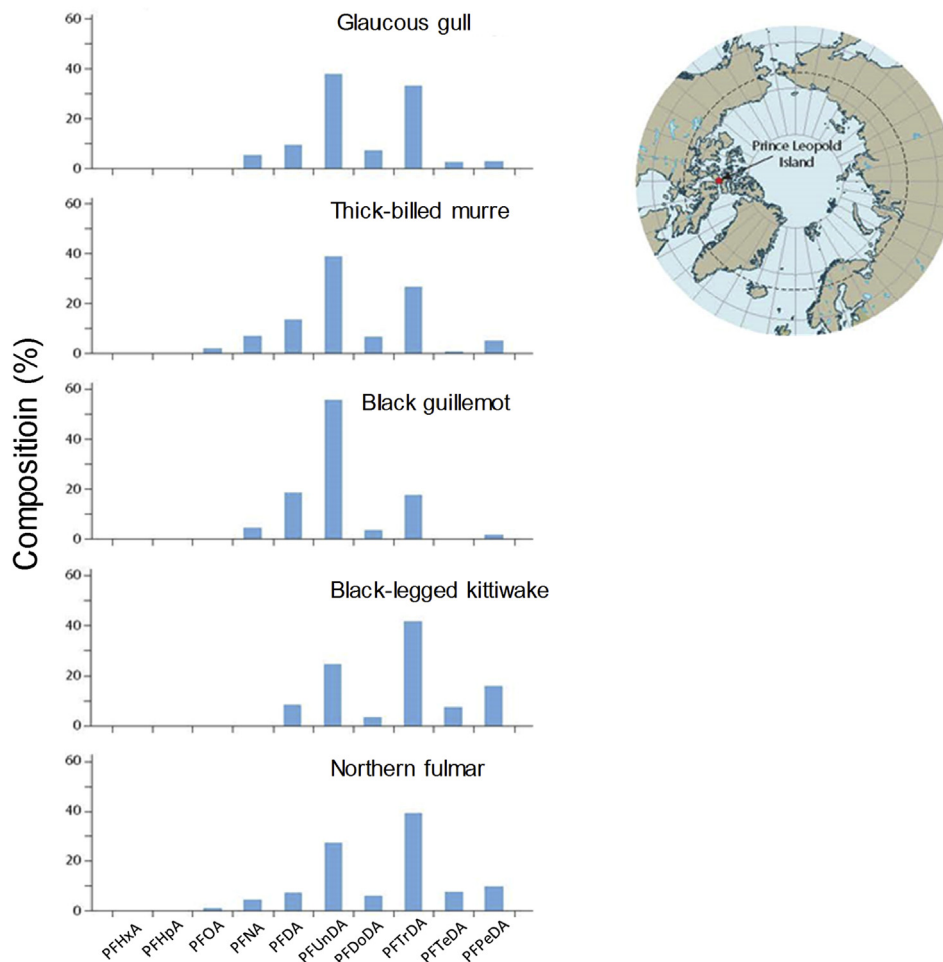 Glaucous gull
60
40
20
0
Thick-billed murre
60
40
20
0
Black guillemot
60
40
20
0
Black-legged kittiwake
60
40
20
0
Northern fulmar
60
40
20
0
Compositioin (%)
PFHxA PFHpA PFOA PFNA PFDA PFUnDA PFDoDA PFTrDA PFTeDA PFPeDA
Prince Leopold
Island